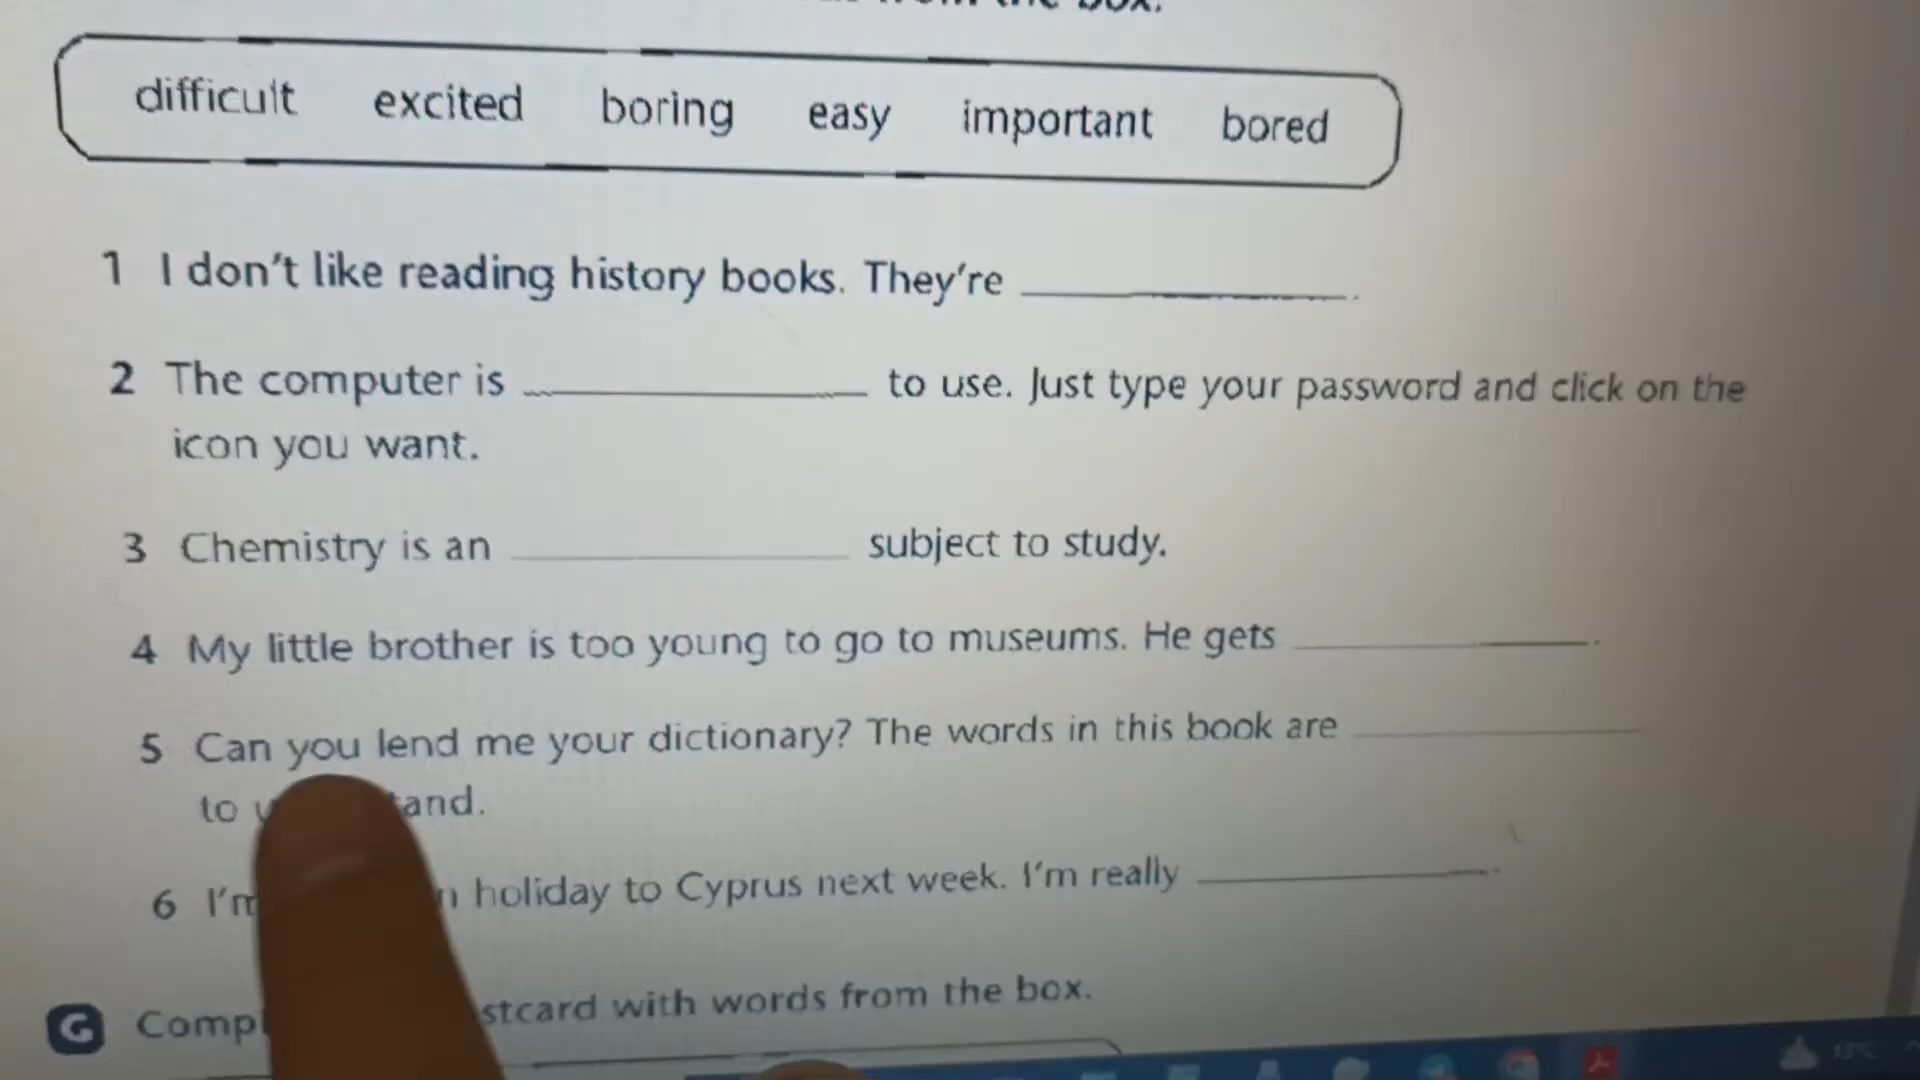 the box.
difficult excited boring easy important bored
1 I don't like reading history books. They're
2 The computer is to use. Just type your password and click on the
icon you want.
3 Chemistry is an subject to study.
4 My little brother is too young to go to museums. He gets .
5 Can you lend me your dictionary? The words in this book are
to and.
6 I'm holiday to Cyprus next week. I'm really .
G Comp stcard with words from the box.
13°C